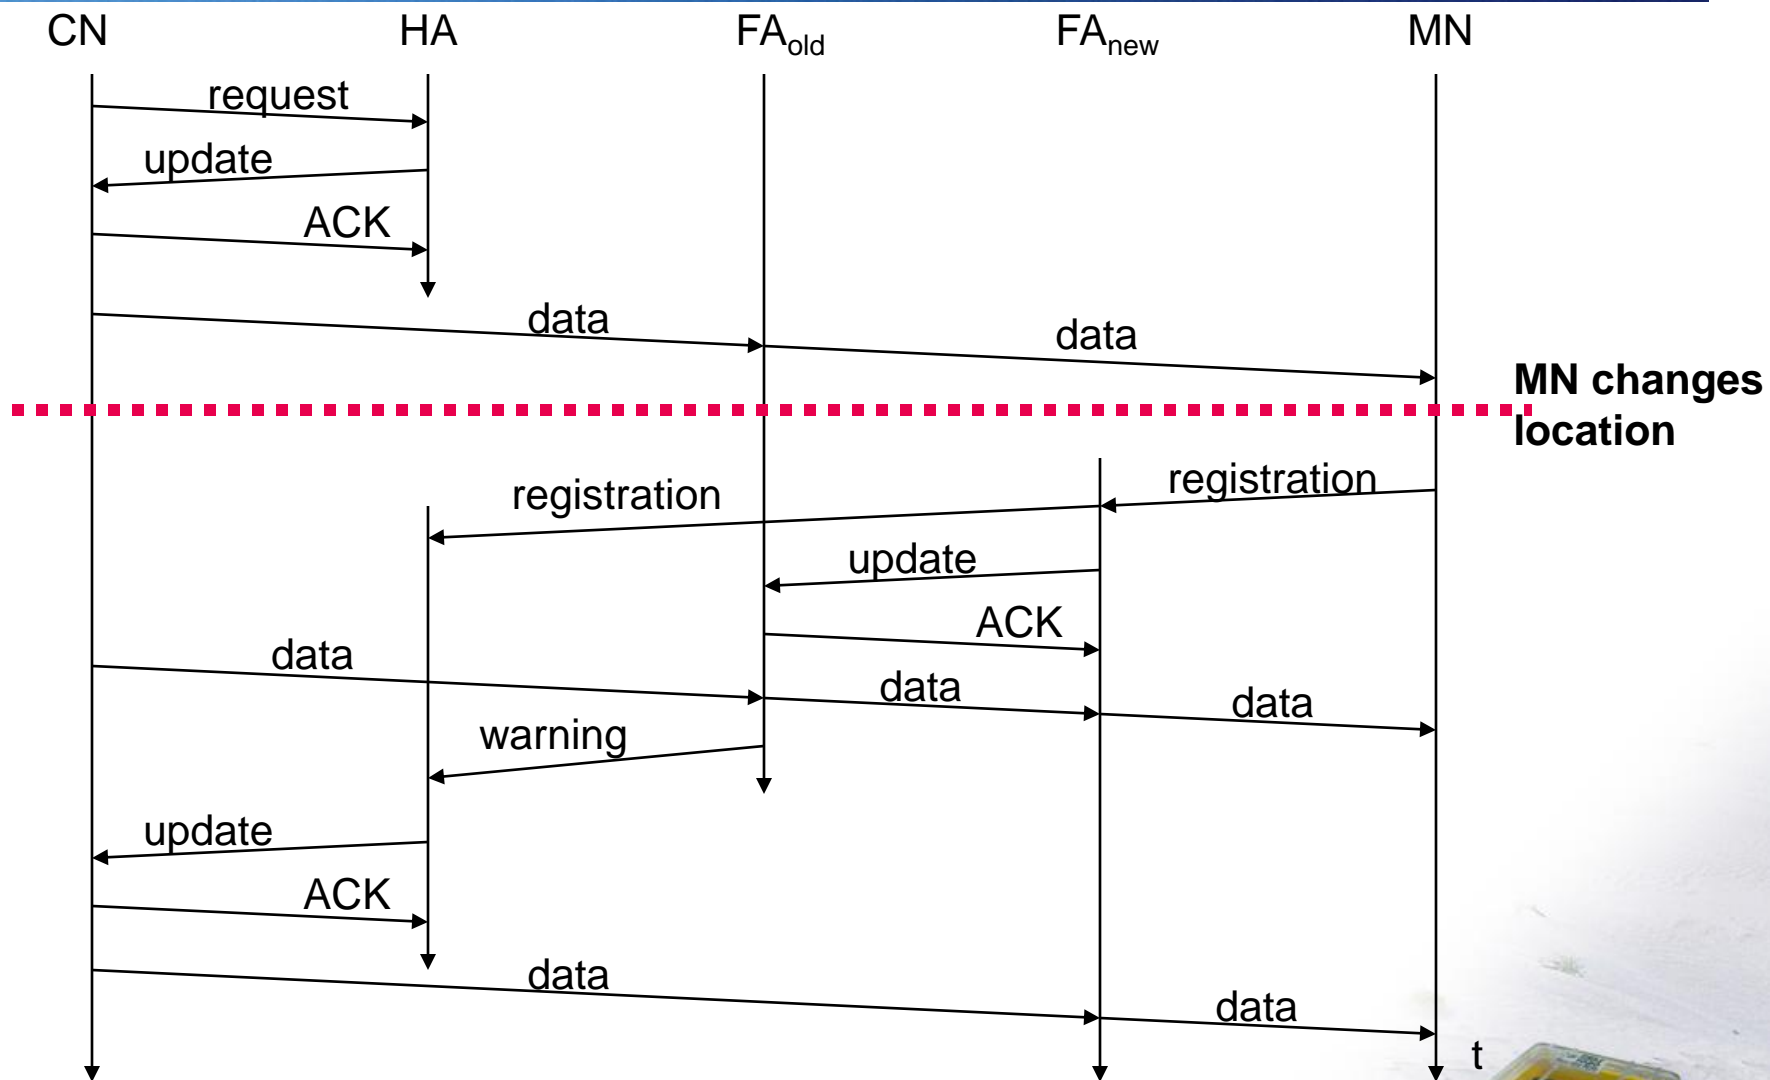 CN HA FAold FAnew MN
request
update
ACK
data
data
MN changes
location
registration
registration
update
ACK
data
data
data
warning
update
ACK
data
data
t